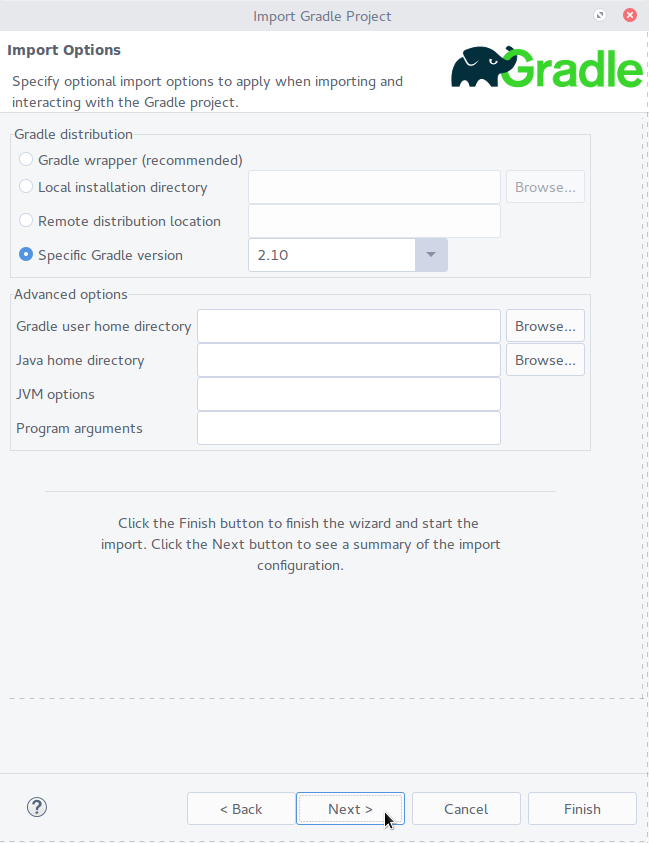 Import Gradle Project
Import Options
Specify optional import options to apply when importing and
interacting with the Gradle project.
Gradle
Gradle distribution
Gradle wrapper (recommended)
Local installation directory
Browse...
Remote distribution location
Specific Gradle version
2.10
Advanced options
Gradle user home directory
Browse...
Java home directory
Browse...
JVM options
Program arguments
Click the Finish button to finish the wizard and start the
import. Click the Next button to see a summary of the import
configuration.
?
< Back
Next >
Cancel
Finish